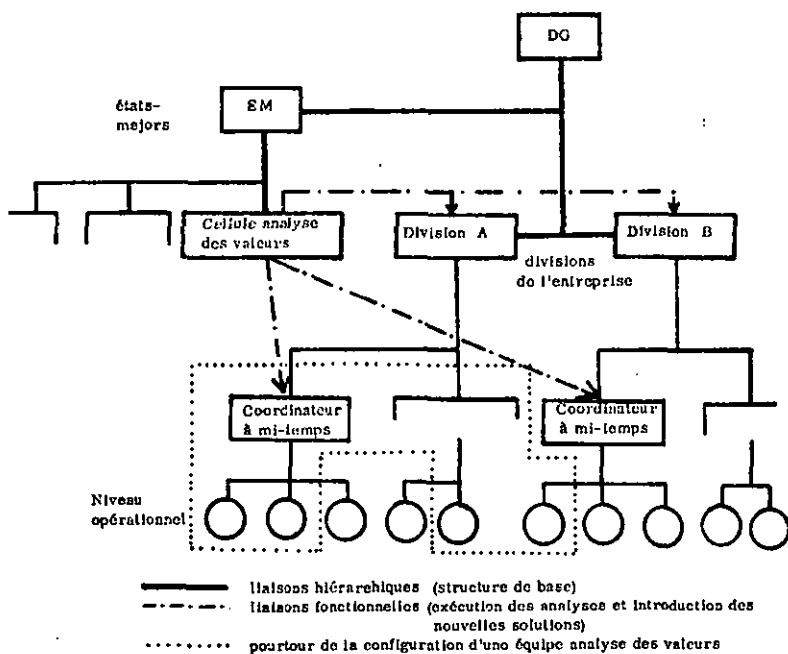 DG
états-
majors
EM
Cellule analyse
des valeurs
Division A
Division B
divisions
de l'entreprise
Coordinateur
à mi-temps
Coordinateur
à mi-temps
Niveau
opérationnel
liaisons hiérarchiques (structure de base)
liaisons fonctionnelles (exécution des analyses et introduction des
nouvelles solutions)
pourtour de la configuration d'une équipe analyse des valeurs